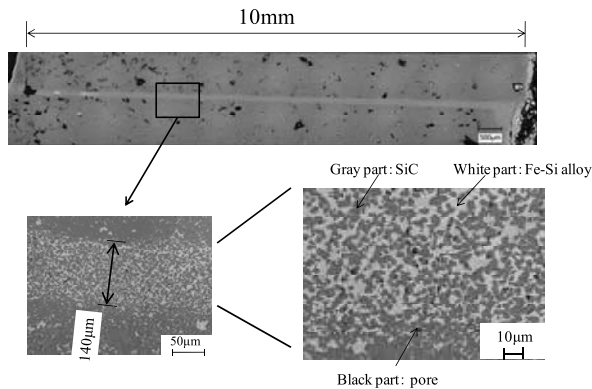 10mm
500μm
Gray part: SiC
White part: Fe-Si alloy
140μm
50μm
10μm
Black part: pore